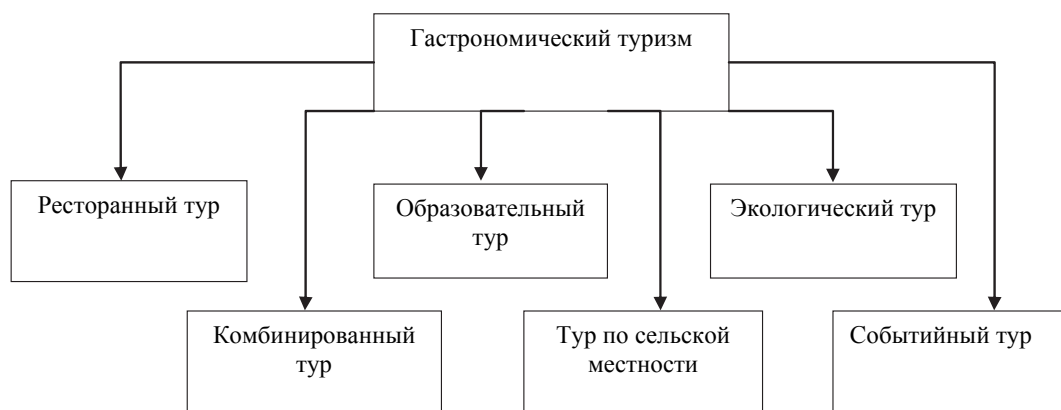 Гастрономический туризм
Ресторанный тур
Образовательный
тур
Экологический тур
Комбинированный
тур
Тур по сельской
местности
Событийный тур